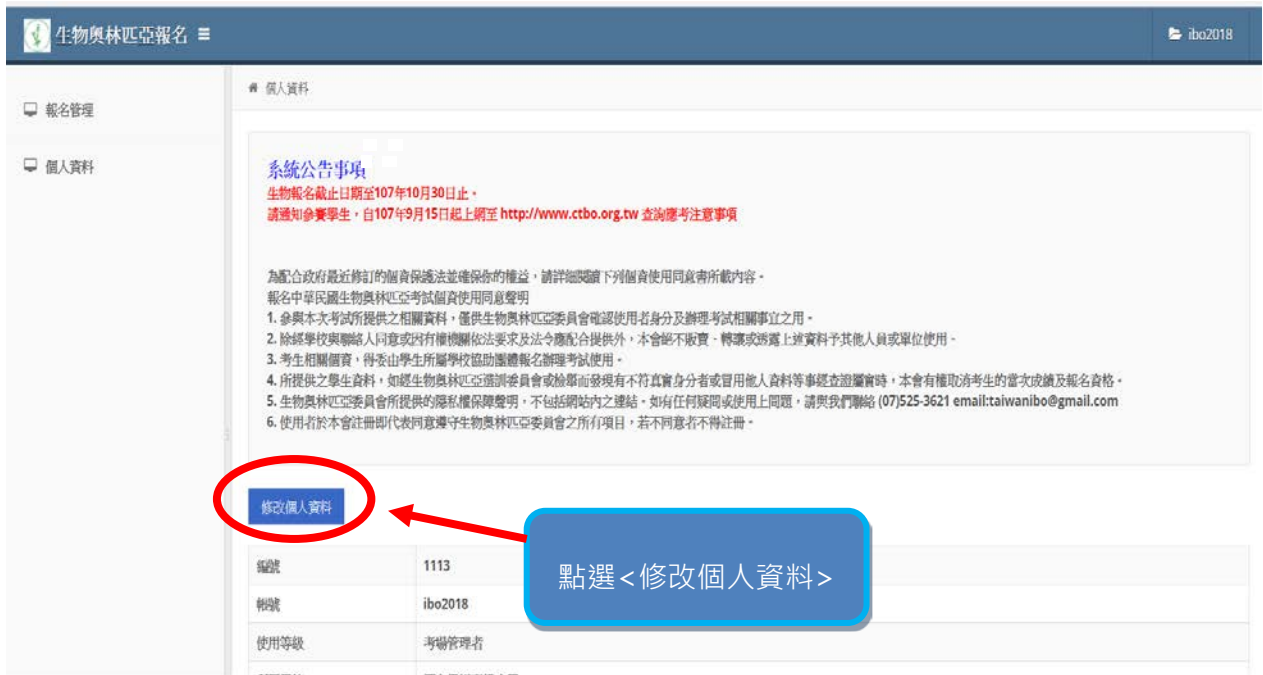 生物奧林匹亞報名
ibo2018
報名管理
個人資料
個人資料
系統公告事項
生物報名截止日期至107年10月30日止。
請通知參賽學生,自107年9月15日起上網至 http://www.ctbo.org.tw 查詢應考注意事項
為配合政府最近修訂的個資保護法並確保你的權益,請詳細閱讀下列個資使用同意書所載內容。
報名中華民國生物奧林匹亞考試個資使用同意聲明
1. 參與本次考試所提供之相關資料,僅供生物奧林匹亞委員會確認使用者身分及辦理考試相關事宜之用。
2. 除經學校與聯絡人同意或因有權機關依法要求及法令應配合提供外,本會絕不販賣、轉讓或透露上述資料予其他人員或單位使用。
3. 考生相關個資,得委由學生所屬學校協助團體報名辦理考試使用。
4. 所提供之學生資料,如經生物奧林匹亞選訓委員會或檢舉而發現有不符真實身分者或冒用他人資料等事經查證屬實時,本會有權取消考生的當次成績及報名資格。
5. 生物奧林匹亞委員會所提供的隱私權保障聲明,不包括網站內之連結。如有任何疑問或使用上問題,請與我們聯絡 (07)525-3621 email:taiwanibo@gmail.com
6. 使用者於本會註冊即代表同意遵守生物奧林匹亞委員會之所有項目,若不同意者不得註冊。
修改個人資料
點選<修改個人資料>
編號 1113
帳號 ibo2018
使用等級 考場管理者